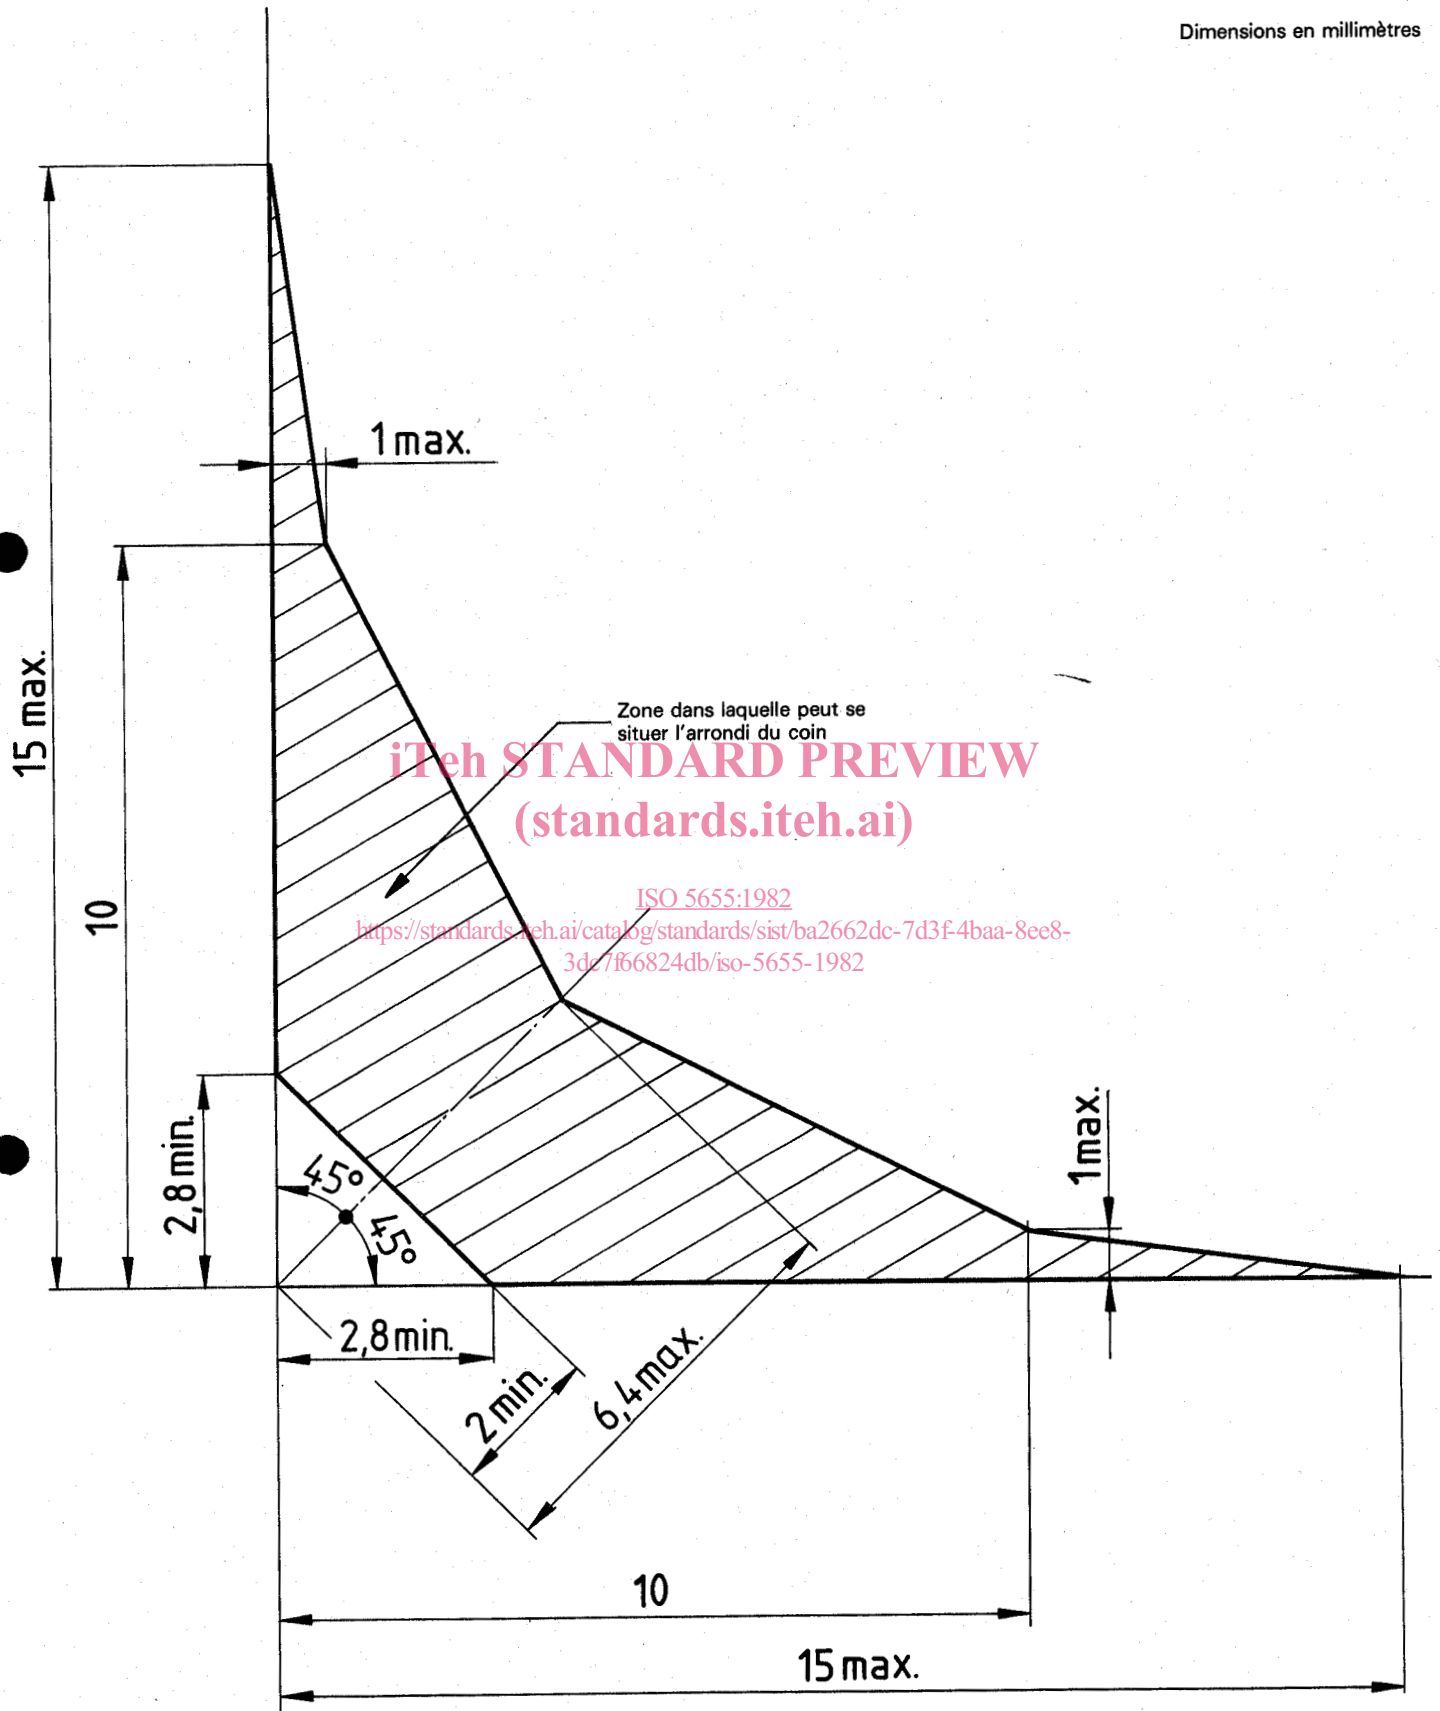 Dimensions en millimètres
1 max.
15 max.
Zone dans laquelle peut se
situer l'arrondi du coin
iTeh STANDARD PREVIEW
(standards.iteh.ai)
10
ISO 5655:1982
https://standards.iteh.ai/catalog/standards/sist/ba2662dc-7d3f-4baa-8ee8-
3dc7f66824db/iso-5655-1982
2,8 min.
45°
45°
1 max.
2,8 min.
2 min.
6,4 max.
10
15 max.